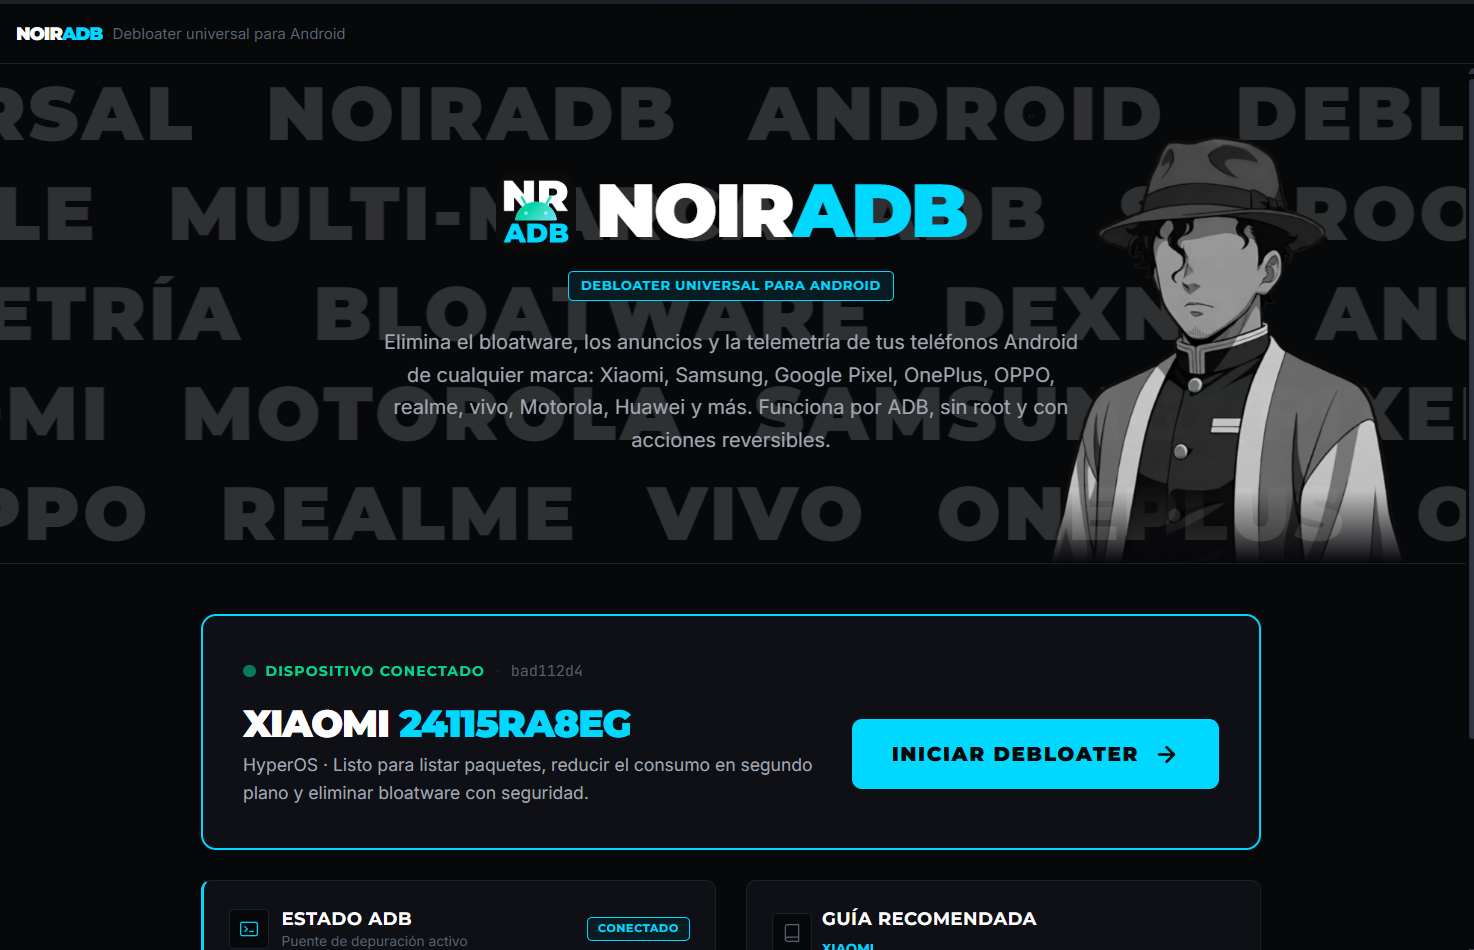 NOIRADB Debloater universal para Android
RSAL NOIRADB ANDROID DEBL
LE MULTI- ROO
NR
ADB
NOIRADB
DEBLOATER UNIVERSAL PARA ANDROID
ETRÍA BLOATWARE DEXN ANU
Elimina el bloatware, los anuncios y la telemetría de tus teléfonos Android
de cualquier marca: Xiaomi, Samsung, Google Pixel, OnePlus, OPPO,
realme, vivo, Motorola, Huawei y más. Funciona por ADB, sin root y con
acciones reversibles.
OMI MOTOROLA SAMSUNG PIXEL
PPO REALME VIVO ONEPLUS O
DISPOSITIVO CONECTADO · bad112d4
XIAOMI 24115RA8EG
HyperOS · Listo para listar paquetes, reducir el consumo en segundo
plano y eliminar bloatware con seguridad.
INICIAR DEBLOATER →
ESTADO ADB
Puente de depuración activo
CONECTADO
GUÍA RECOMENDADA
XIAOMI